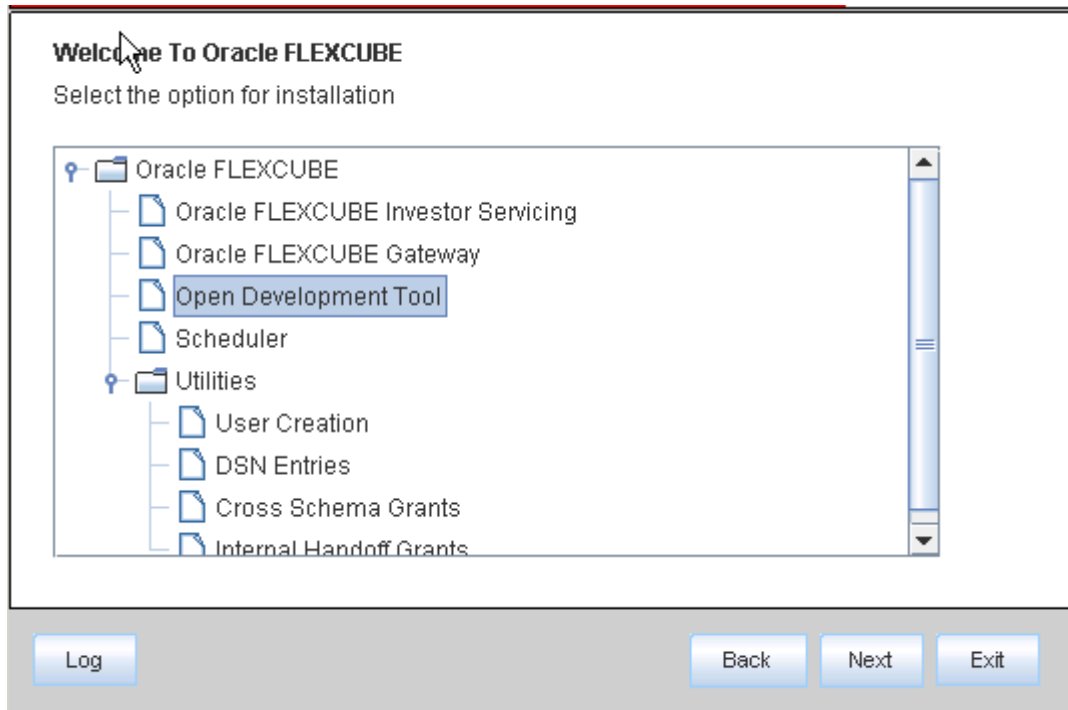 Welcome To Oracle FLEXCUBE
Select the option for installation
Oracle FLEXCUBE
Oracle FLEXCUBE Investor Servicing
Oracle FLEXCUBE Gateway
Open Development Tool
Scheduler
Utilities
User Creation
DSN Entries
Cross Schema Grants
Internal Handoff Grants
Log Back Next Exit